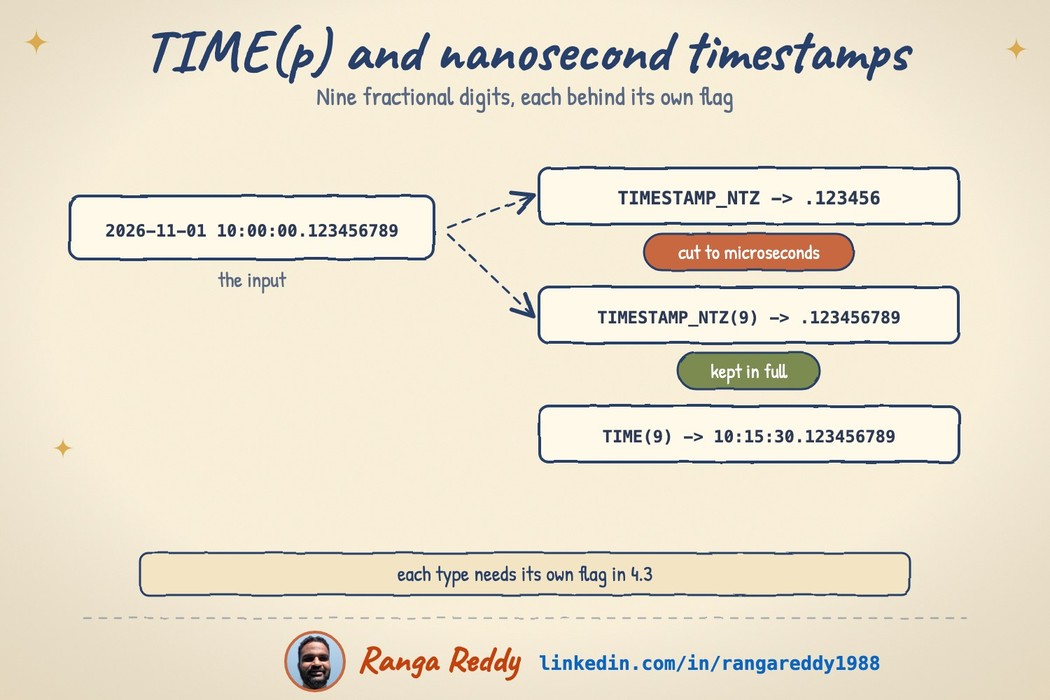 TIME(p) and nanosecond timestamps
Nine fractional digits, each behind its own flag
2026-11-01 10:00:00.123456789
the input
TIMESTAMP_NTZ -> .123456
cut to microseconds
TIMESTAMP_NTZ(9) -> .123456789
kept in full
TIME(9) -> 10:15:30.123456789
each type needs its own flag in 4.3
Ranga Reddy linkedin.com/in/rangareddy1988